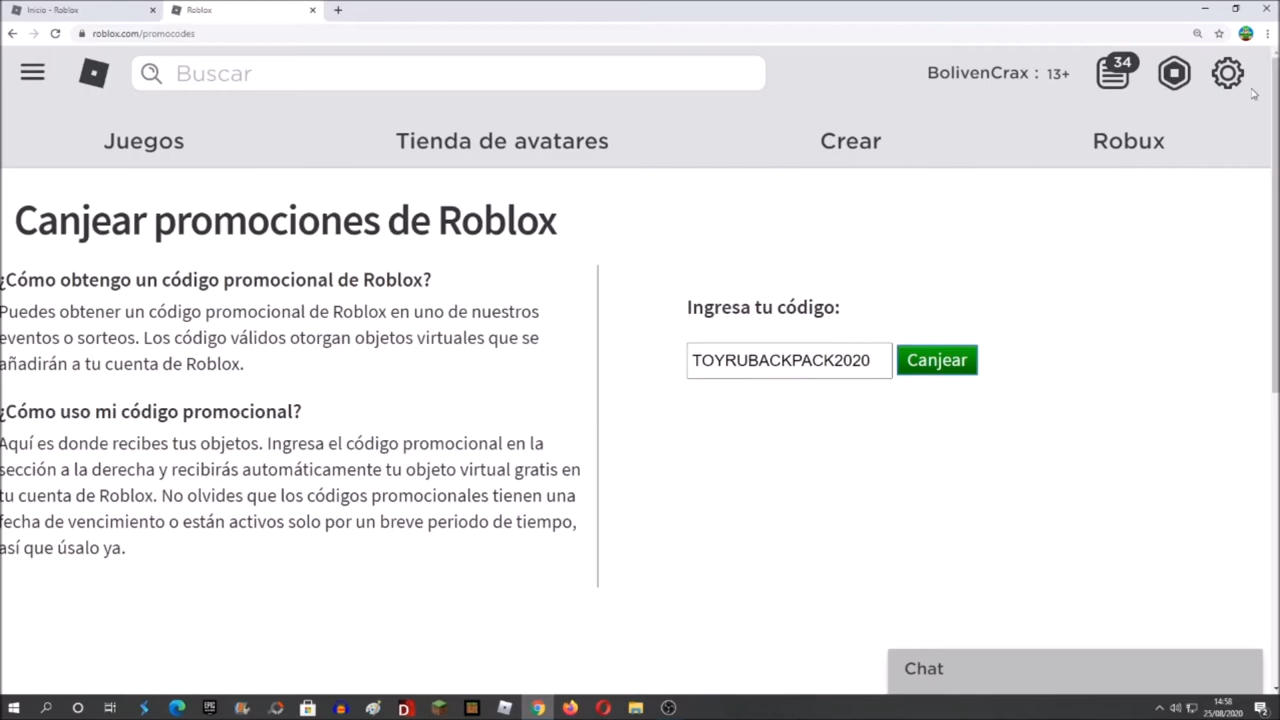 Inicio - Roblox
Roblox
roblox.com/promocodes
Buscar
BolivenCrax : 13+
34
Juegos
Tienda de avatares
Crear
Robux
Canjear promociones de Roblox
¿Cómo obtengo un código promocional de Roblox?
Puedes obtener un código promocional de Roblox en uno de nuestros
eventos o sorteos. Los código válidos otorgan objetos virtuales que se
añadirán a tu cuenta de Roblox.
¿Cómo uso mi código promocional?
Aquí es donde recibes tus objetos. Ingresa el código promocional en la
sección a la derecha y recibirás automáticamente tu objeto virtual gratis en
tu cuenta de Roblox. No olvides que los códigos promocionales tienen una
fecha de vencimiento o están activos solo por un breve periodo de tiempo,
así que úsalo ya.
Ingresa tu código:
TOYRUBACKPACK2020
Canjear
Chat
14:58
25/08/2020